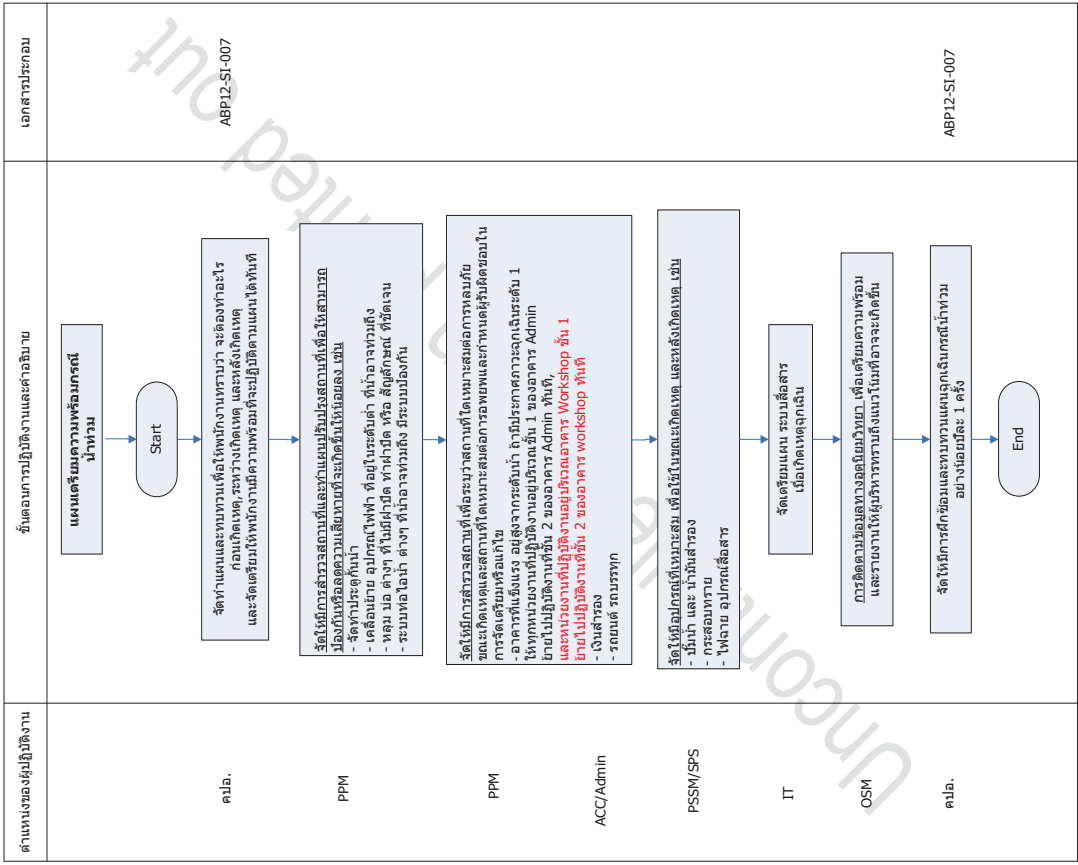 ตำแหน่งของผู้ปฏิบัติงาน
ขั้นตอนการปฏิบัติงานและคำอธิบาย
เอกสารประกอบ
แผนเตรียมความพร้อมกรณี
น้ำท่วม
Start
คปอ.
จัดทำแผนและทบทวนเพื่อให้พนักงานทราบว่า จะต้องทำอะไร
ก่อนเกิดเหตุ,ระหว่างเกิดเหตุ และหลังเกิดเหตุ
และจัดเตรียมให้พนักงานมีความพร้อมที่จะปฏิบัติตามแผนได้ทันที
ABP12-SI-007
PPM
จัดให้มีการสำรวจสถานที่และทำแผนปรับปรุงสถานที่เพื่อให้สามารถ
ป้องกันหรือลดความเสียหายที่จะเกิดขึ้นให้น้อยลง เช่น
- จัดทำประตูกั้นน้ำ
- เคลื่อนย้าย อุปกรณ์ไฟฟ้า ที่อยู่ในระดับต่ำ ที่น้ำอาจท่วมถึง
- หลุม บ่อ ต่างๆ ที่ไม่มีฝาปิด ทำฝาปิด หรือ สัญลักษณ์ ที่ชัดเจน
- ระบบท่อไอน้ำ ต่างๆ ที่น้ำอาจท่วมถึง มีระบบป้องกัน
PPM
จัดให้มีการสำรวจสถานที่เพื่อระบุว่าสถานที่ใดเหมาะสมต่อการหลบภัย
ขณะเกิดเหตุและสถานที่ใดเหมาะสมต่อการอพยพและกำหนดผู้รับผิดชอบใน
การจัดเตรียมหรือแก้ไข
- อาคารที่แข็งแรง อยู่สูงจากระดับน้ำ ถ้ารับประกาศภาวะฉุกเฉินระดับ 1
ให้ทุกหน่วยงานที่ปฏิบัติงานอยู่บริเวณชั้น 1 ของอาคาร Admin
ย้ายไปปฏิบัติงานที่ชั้น 2 ของอาคาร Admin ทันที,
และหน่วยงานที่ปฏิบัติงานอยู่บริเวณอาคาร Workshop ชั้น 1
ย้ายไปปฏิบัติงานที่ชั้น 2 ของอาคาร workshop ทันที
ACC/Admin
- เงินสำรอง
- รถยนต์ รถบรรทุก
PSSM/SPS
จัดให้มีอุปกรณ์ที่เหมาะสม เพื่อใช้ในขณะเกิดเหตุ และหลังเกิดเหตุ เช่น
- ปั๊มน้ำ และ น้ำมันสำรอง
- กระสอบทราย
- ไฟฉาย อุปกรณ์สื่อสาร
IT
จัดเตรียมแผน ระบบสื่อสาร
เมื่อเกิดเหตุฉุกเฉิน
OSM
การติดตามข้อมูลทางอุตุนิยมวิทยา เพื่อเตรียมความพร้อม
และรายงานให้ผู้บริหารทราบถึงแนวโน้มที่อาจจะเกิดขึ้น
คปอ.
จัดให้มีการฝึกซ้อมและทบทวนแผนฉุกเฉินกรณีน้ำท่วม
อย่างน้อยปีละ 1 ครั้ง
ABP12-SI-007
End